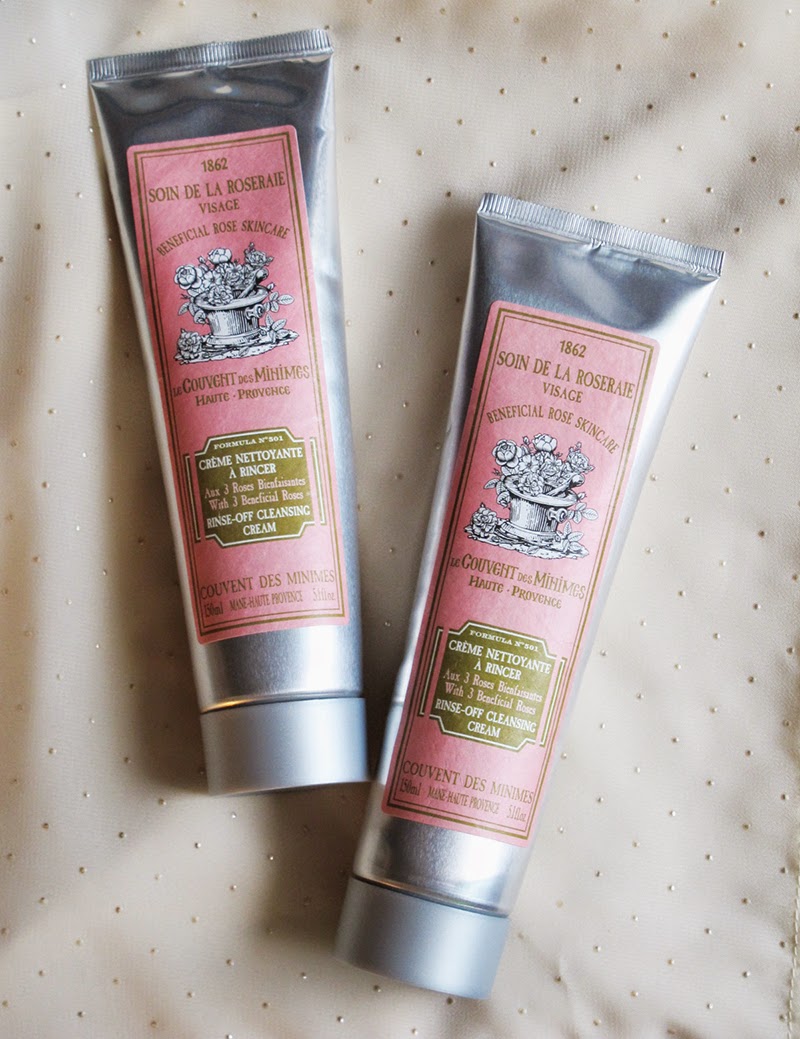 1862
SOIN DE LA ROSERAIE
VISAGE
BENEFICIAL ROSE SKINCARE
LE COUVENT DES MINIMES
HAUTE · PROVENCE
FORMULA N°301
CRÈME NETTOYANTE
À RINCER
Aux 3 Roses Bienfaisantes
With 3 Beneficial Roses
RINSE-OFF CLEANSING
CREAM
COUVENT DES MINIMES
150ml MANE-HAUTE PROVENCE 5.1fl.oz
1862
SOIN DE LA ROSERAIE
VISAGE
BENEFICIAL ROSE SKINCARE
LE COUVENT DES MINIMES
HAUTE · PROVENCE
FORMULA N°301
CRÈME NETTOYANTE
À RINCER
Aux 3 Roses Bienfaisantes
With 3 Beneficial Roses
RINSE-OFF CLEANSING
CREAM
COUVENT DES MINIMES
150ml MANE-HAUTE PROVENCE 5.1fl.oz